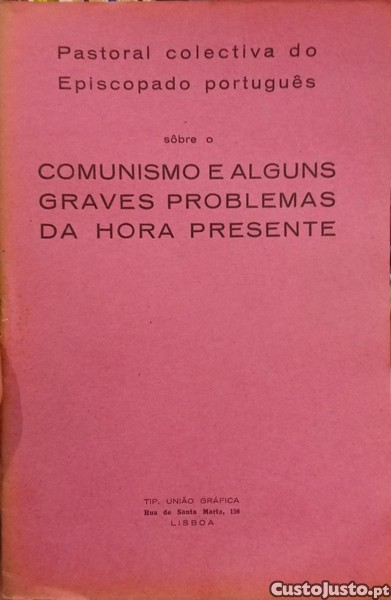 Pastoral colectiva do
Episcopado português
sôbre o
COMUNISMO E ALGUNS
GRAVES PROBLEMAS
DA HORA PRESENTE
TIP. UNIÃO GRÁFICA
Rua de Santa Marta, 158
LISBOA
CustoJusto.pt